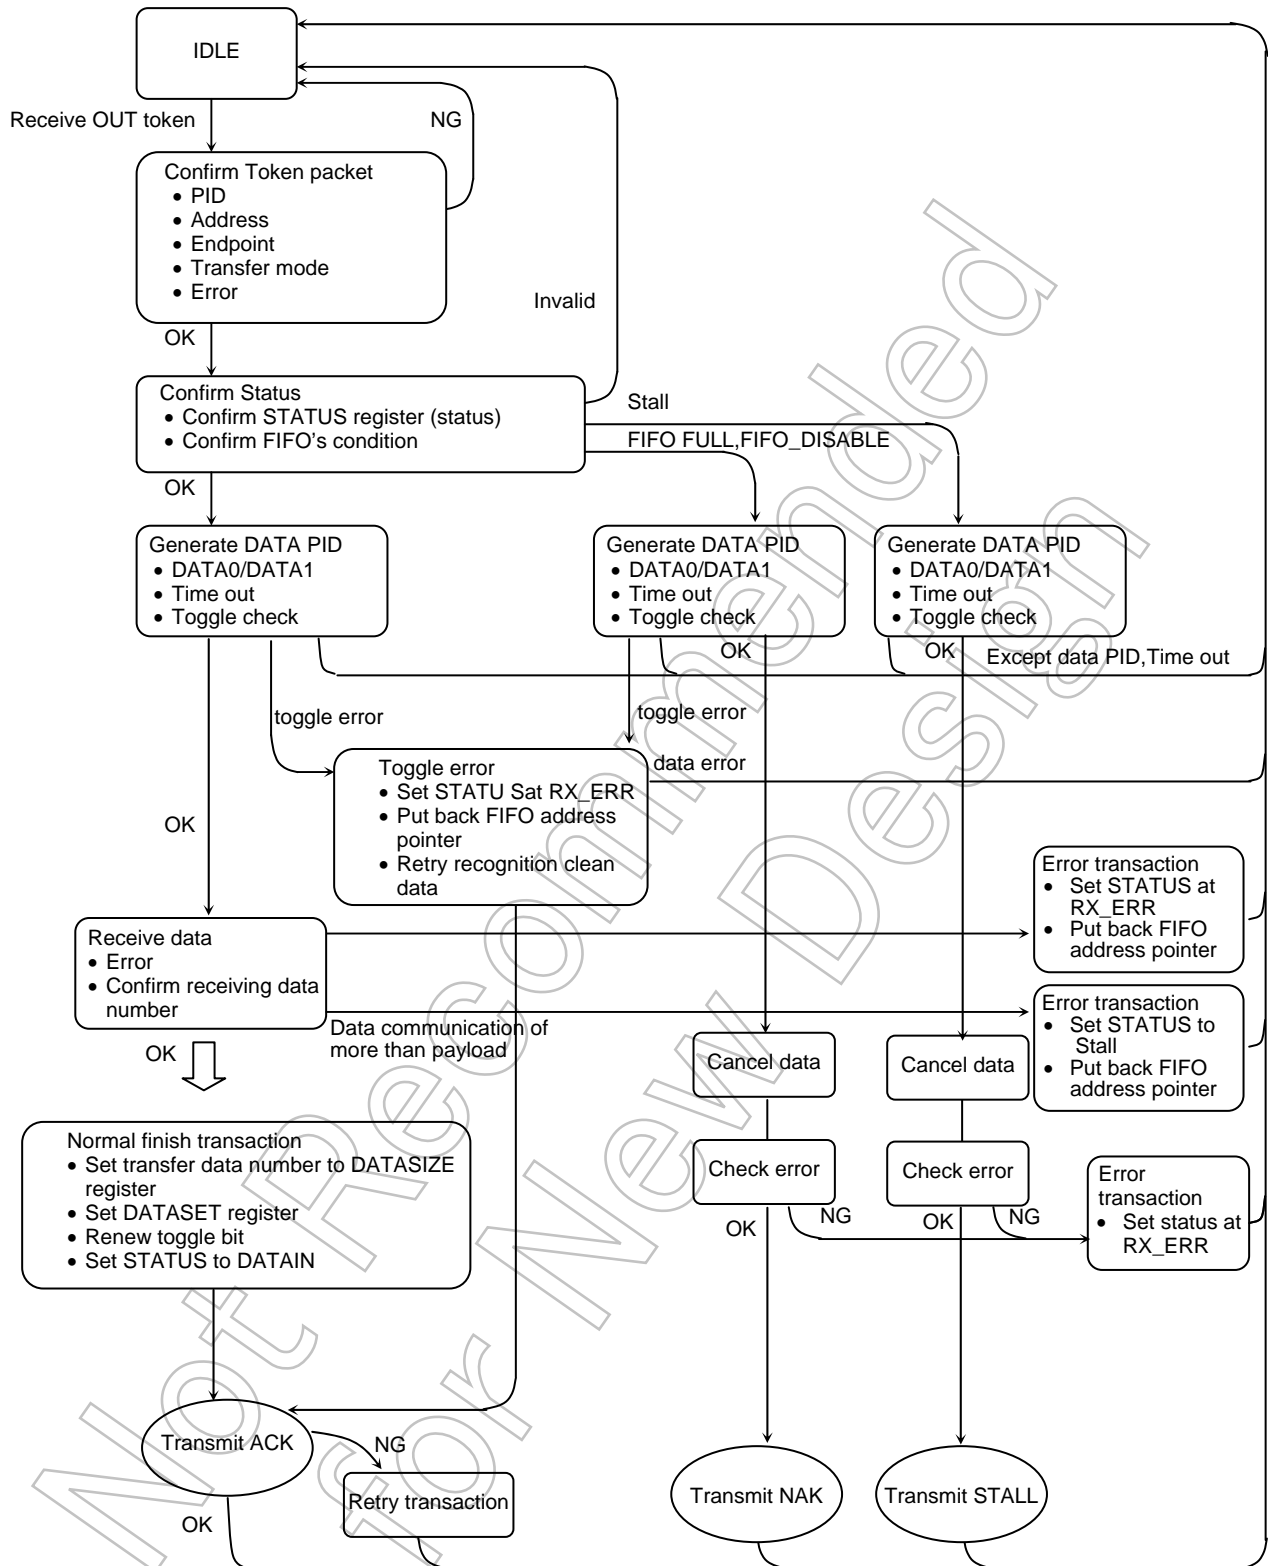 IDLE
Receive OUT token
NG
Confirm Token packet
• PID
• Address
• Endpoint
• Transfer mode
• Error
Invalid
OK
Confirm Status
• Confirm STATUS register (status)
• Confirm FIFO's condition
Stall
FIFO FULL,FIFO_DISABLE
OK
Generate DATA PID
• DATA0/DATA1
• Time out
• Toggle check
Generate DATA PID
• DATA0/DATA1
• Time out
• Toggle check
Generate DATA PID
• DATA0/DATA1
• Time out
• Toggle check
OK
OK
Except data PID,Time out
toggle error
toggle error
Toggle error
• Set STATU Sat RX_ERR
• Put back FIFO address
pointer
• Retry recognition clean
data
data error
OK
Receive data
• Error
• Confirm receiving data
number
Error transaction
• Set STATUS at
RX_ERR
• Put back FIFO
address pointer
Data communication of
more than payload
Error transaction
• Set STATUS to
Stall
• Put back FIFO
address pointer
OK
Cancel data
Cancel data
Normal finish transaction
• Set transfer data number to DATASIZE
register
• Set DATASET register
• Renew toggle bit
• Set STATUS to DATAIN
Check error
Check error
Error
transaction
• Set status at
RX_ERR
OK
NG
OK
NG
Transmit ACK
NG
Retry transaction
OK
Transmit NAK
Transmit STALL
Not Recommended
for New Design